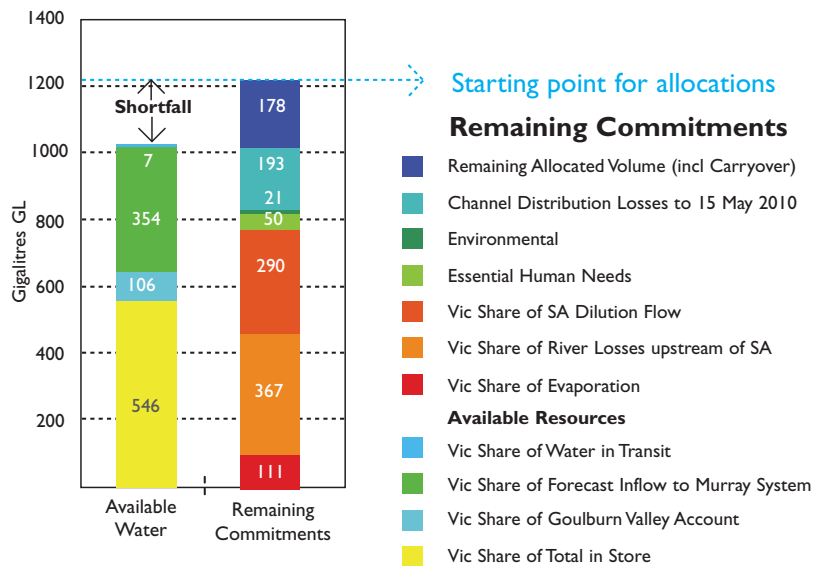 1400
1200
1000
800
600
400
200
Gigalitres GL
Shortfall
7
354
106
546
178
193
21
50
290
367
111
Available
Water
Remaining
Commitments
Starting point for allocations
Remaining Commitments
Remaining Allocated Volume (incl Carryover)
Channel Distribution Losses to 15 May 2010
Environmental
Essential Human Needs
Vic Share of SA Dilution Flow
Vic Share of River Losses upstream of SA
Vic Share of Evaporation
Available Resources
Vic Share of Water in Transit
Vic Share of Forecast Inflow to Murray System
Vic Share of Goulburn Valley Account
Vic Share of Total in Store